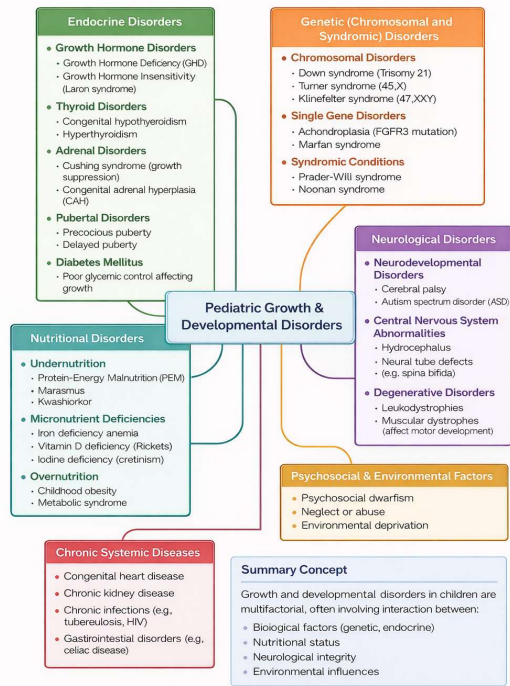 Endocrine Disorders
Growth Hormone Disorders
Growth Hormone Deficiency (GHD)
Growth Hormone Insensitivity
(Laron syndrome)
Thyroid Disorders
Congenital hypotheyroidism
Hyperthyroidism
Adrenal Disorders
Cushing syndrome (growth
suppression)
Congenital adrenal hyperplesia
(CAH)
Pubertal Disorders
Precocious puberty
Delayed puberty
Diabetes Mellitus
Poor glycemic control affecting
growth
Genetic (Chromosomal and
Syndromic) Disorders
Chromosomal Disorders
Down syndrome (Trisomy 21)
Turner syndrome (45,X)
Klinefelter syndrome (47,XXY)
Single Gene Disorders
Achondroplasia (FGFR3 mutation)
Marfan syndrome
Syndromic Conditions
Prader-Will syndrome
Noonan syndrome
Pediatric Growth &
Developmental Disorders
Neurological Disorders
Neurodevelopmental
Disorders
Cerebral palsy
Autism spectrum disorder (ASD)
Central Nervous System
Abnormalities
Hydrocephalus
Neural tube defects
(e.g, spina bifida)
Degenerative Disorders
Leukodystrophies
Muscular dystrophes
(affect motor development)
Nutritional Disorders
Undernutrition
Protein-Energy Malnutrition (PEM)
Marasmus
Kwashiorkor
Micronutrient Deficiencies
Iron deficiency anemia
Vitamin D deficiency (Rickets)
Iodine deficiency (cretinism)
Overnutrition
Childhood obesity
Metabolic syndrome
Psychosocial & Environmental Factors
Psychosocial dwarfism
Neglect or abuse
Environmental deprivation
Chronic Systemic Diseases
Congenital heart disease
Chronic kidney disease
Chronic infections (e.g,
tubereulosis, HIV)
Gastirointestial disorders (e.g,
celiac disease)
Summary Concept
Growth and developmental disorders in children are
multifactorial, often involving interaction between:
Bioiogical factors (genetic, endocrine)
Nutritional status
Neurological integrity
Environmental influences